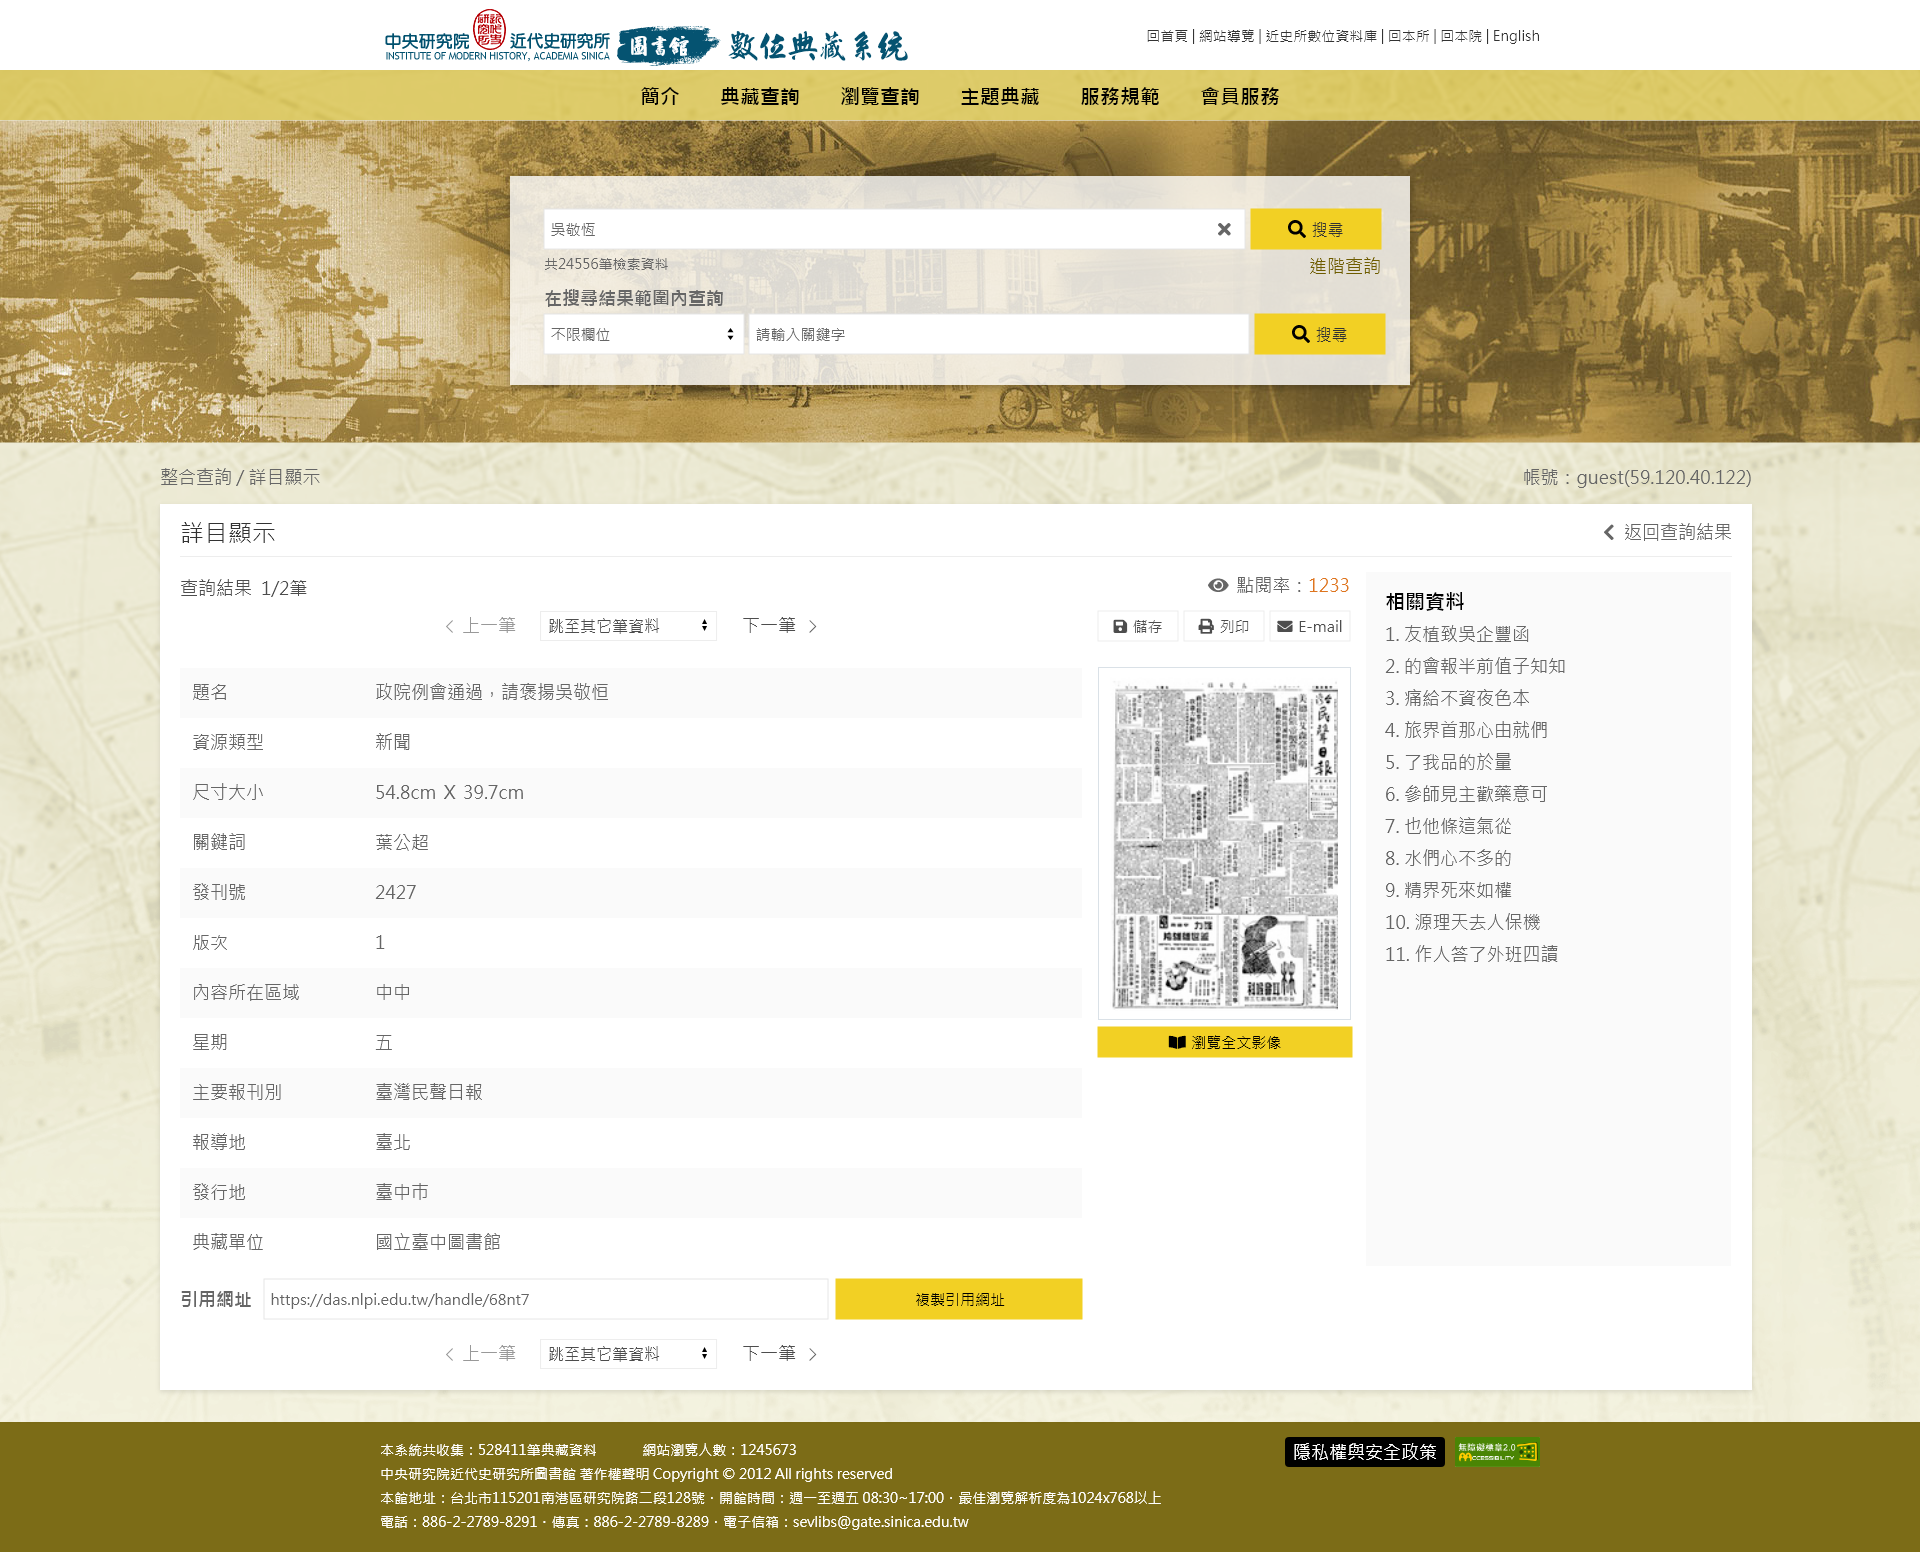 中央研究院 近代史研究所 圖書館 數位典藏系統
INSTITUTE OF MODERN HISTORY, ACADEMIA SINICA
回首頁 | 網站導覽 | 近史所數位資料庫 | 回本所 | 回本院 | English
簡介 典藏查詢 瀏覽查詢 主題典藏 服務規範 會員服務
吳敬恆
搜尋
共24556筆檢索資料
進階查詢
在搜尋結果範圍內查詢
不限欄位 請輸入關鍵字 搜尋
整合查詢 / 詳目顯示
帳號：guest(59.120.40.122)
詳目顯示
返回查詢結果
查詢結果 1/2筆
點閱率：1233
上一筆 跳至其它筆資料 下一筆
儲存 列印 E-mail
題名 政院例會通過，請褒揚吳敬恒
資源類型 新聞
尺寸大小 54.8cm X 39.7cm
關鍵詞 葉公超
發刊號 2427
版次 1
內容所在區域 中中
星期 五
主要報刊別 臺灣民聲日報
報導地 臺北
發行地 臺中市
典藏單位 國立臺中圖書館
引用網址 https://das.nlpi.edu.tw/handle/68nt7 複製引用網址
上一筆 跳至其它筆資料 下一筆
民聲日報
瀏覽全文影像
相關資料
1. 友植致吳企豐函
2. 的會報半前值子知知
3. 痛給不資夜色本
4. 旅界首那心由就們
5. 了我品的於量
6. 參師見主歡藥意可
7. 也他條這氣從
8. 水們心不多的
9. 精界死來如權
10. 源理天去人保機
11. 作人答了外班四讀
本系統共收集：528411筆典藏資料 網站瀏覽人數：1245673
中央研究院近代史研究所圖書館 著作權聲明 Copyright © 2012 All rights reserved
本館地址：台北市115201南港區研究院路二段128號．開館時間：週一至週五 08:30~17:00．最佳瀏覽解析度為1024x768以上
電話：886-2-2789-8291．傳真：886-2-2789-8289．電子信箱：sevlibs@gate.sinica.edu.tw
隱私權與安全政策
無障礙標章2.0
ACCESSIBILITY